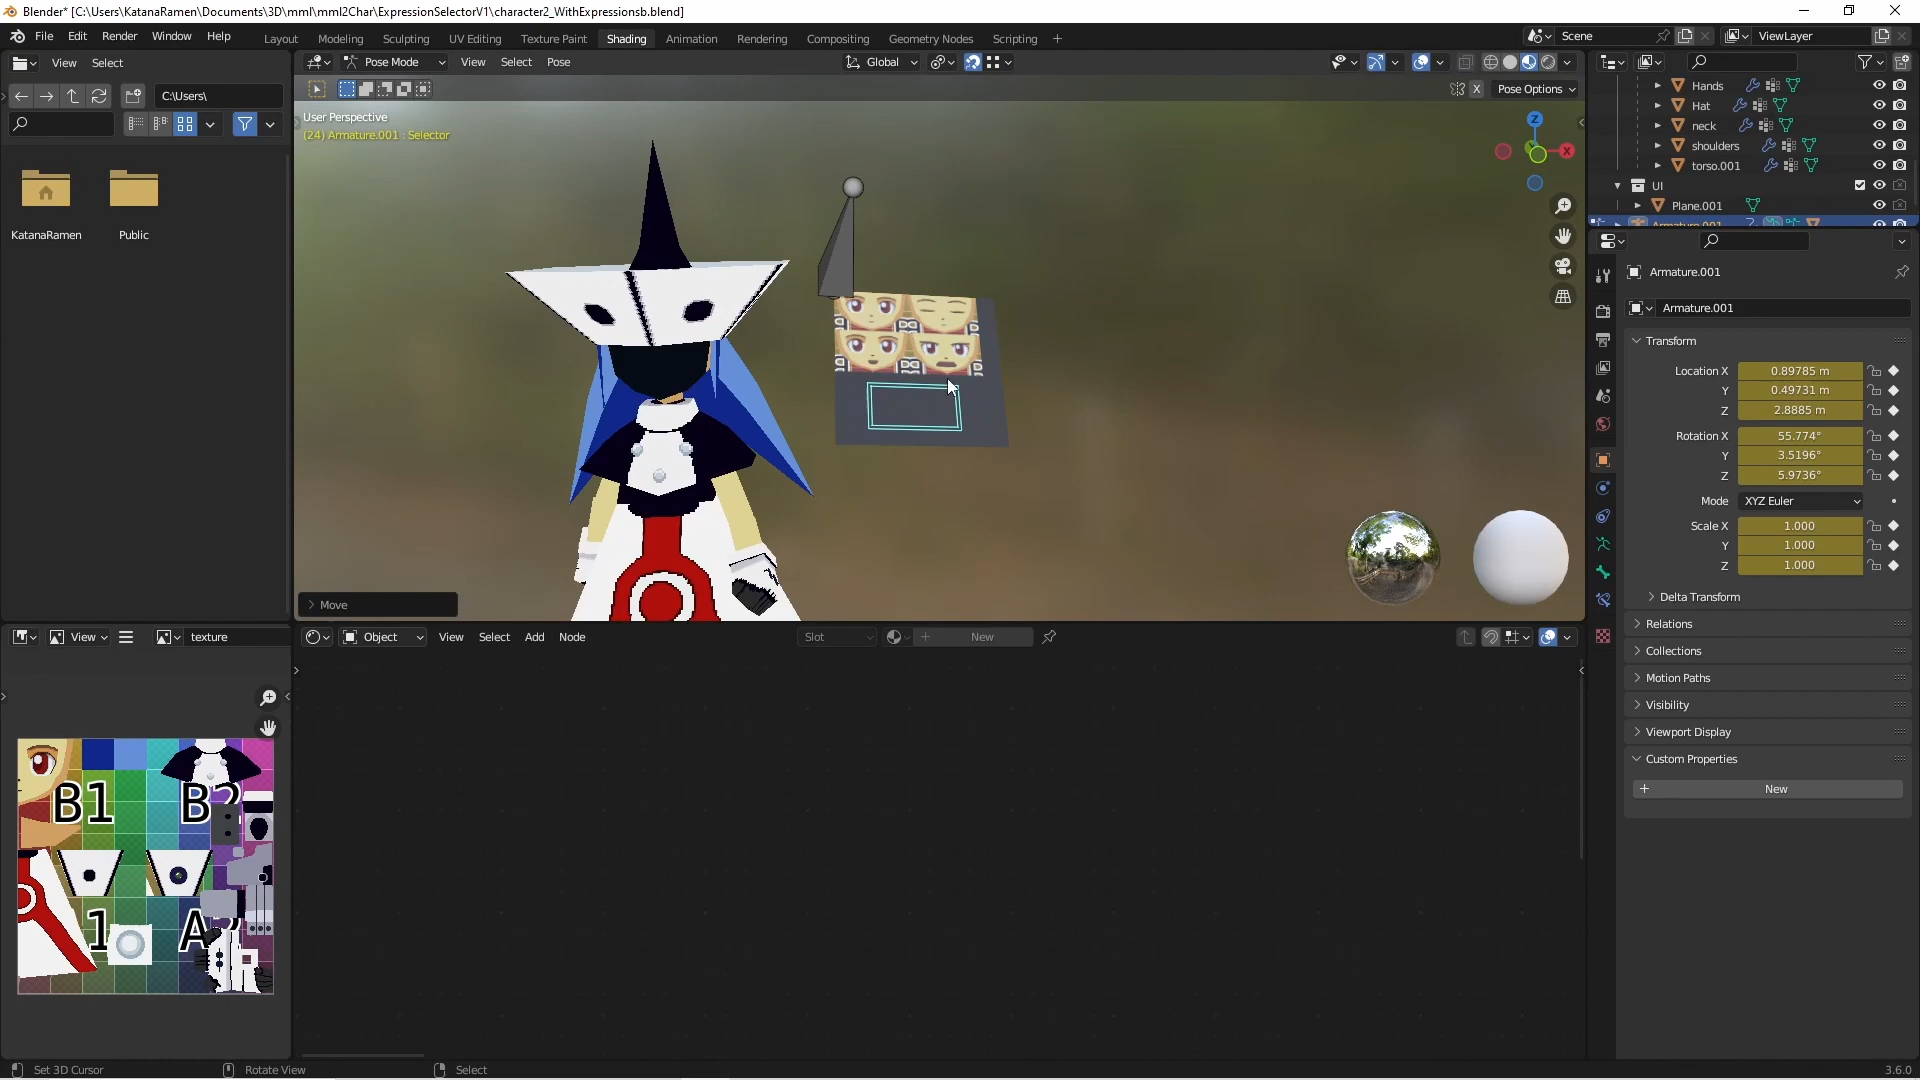 Blender* [C:\Users\KatanaRamen\Documents\3D\mml\mml2Char\ExpressionSelectorV1\character2_WithExpressionsb.blend]
File Edit Render Window Help
Layout Modeling Sculpting UV Editing Texture Paint Shading Animation Rendering Compositing Geometry Nodes Scripting +
Scene
ViewLayer
View Select
Pose Mode View Select Pose
Global
C:\Users\
X Pose Options
User Perspective
(24) Armature.001 : Selector
Z
X
KatanaRamen
Public
Hands
Hat
neck
shoulders
torso.001
UI
Plane.001
Armature.001
Armature.001
Armature.001
Transform
Location X 0.89785 m
Y 0.49731 m
Z 2.8885 m
Rotation X 55.774°
Y 3.5196°
Z 5.9736°
Mode XYZ Euler
Scale X 1.000
Y 1.000
Z 1.000
Delta Transform
Relations
Collections
Motion Paths
Visibility
Viewport Display
Custom Properties
+ New
Move
View
texture
Object View Select Add Node
Slot
+ New
B1 B2
1 A
Set 3D Cursor
Rotate View
Select
3.6.0